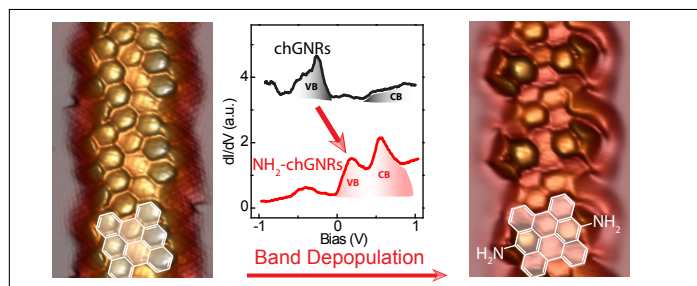 chGNRs
VB
CB
NH2-chGNRs
VB
CB
dI/dV (a.u.)
4
2
0
-1
0
1
Bias (V)
Band Depopulation
NH2
H2N